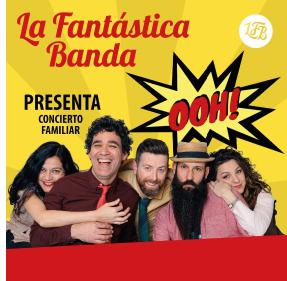 La Fantástica
Banda
LFB
PRESENTA
CONCIERTO
FAMILIAR
OOH!